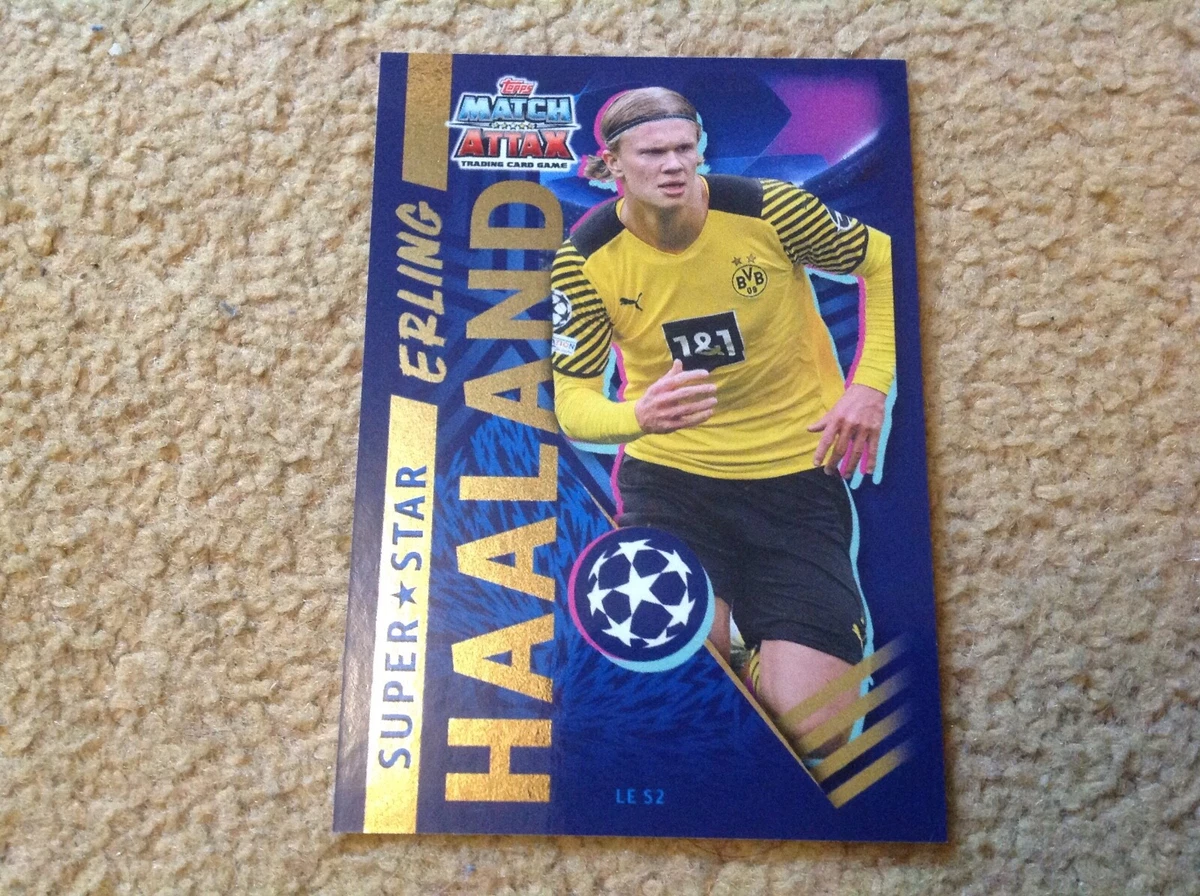 Topps
MATCH
ATTAX
TRADING CARD GAME
ERLING
HAALAND
SUPER★STAR
BVB
09
1&1
LE S2